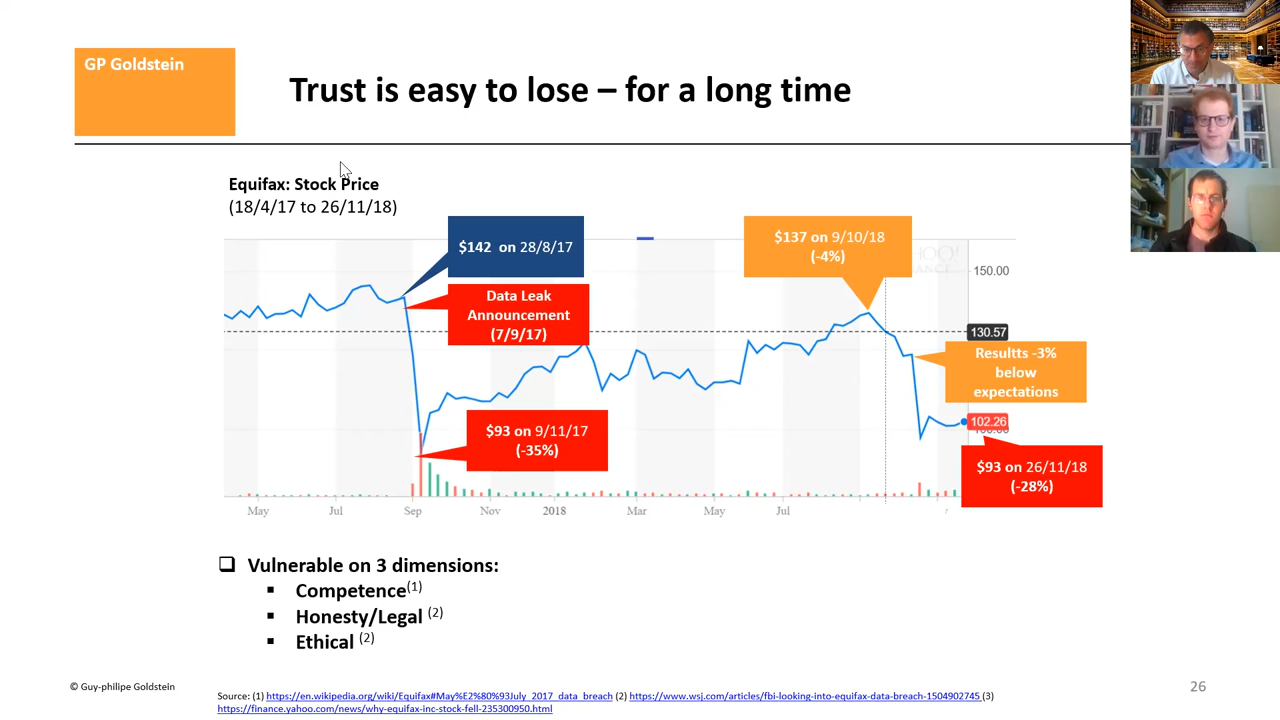 GP Goldstein
Trust is easy to lose – for a long time
Equifax: Stock Price
(18/4/17 to 26/11/18)
$142 on 28/8/17
Data Leak
Announcement
(7/9/17)
$137 on 9/10/18
(-4%)
150.00
130.57
Resultts -3%
below
expectations
102.26
$93 on 9/11/17
(-35%)
$93 on 26/11/18
(-28%)
May
Jul
Sep
Nov
2018
Mar
May
Jul
❑ Vulnerable on 3 dimensions:
▪ Competence(1)
▪ Honesty/Legal (2)
▪ Ethical (2)
© Guy-philipe Goldstein
Source: (1) https://en.wikipedia.org/wiki/Equifax#May%E2%80%93July_2017_data_breach (2) https://www.wsj.com/articles/fbi-looking-into-equifax-data-breach-1504902745 (3)
https://finance.yahoo.com/news/why-equifax-inc-stock-fell-235300950.html
26